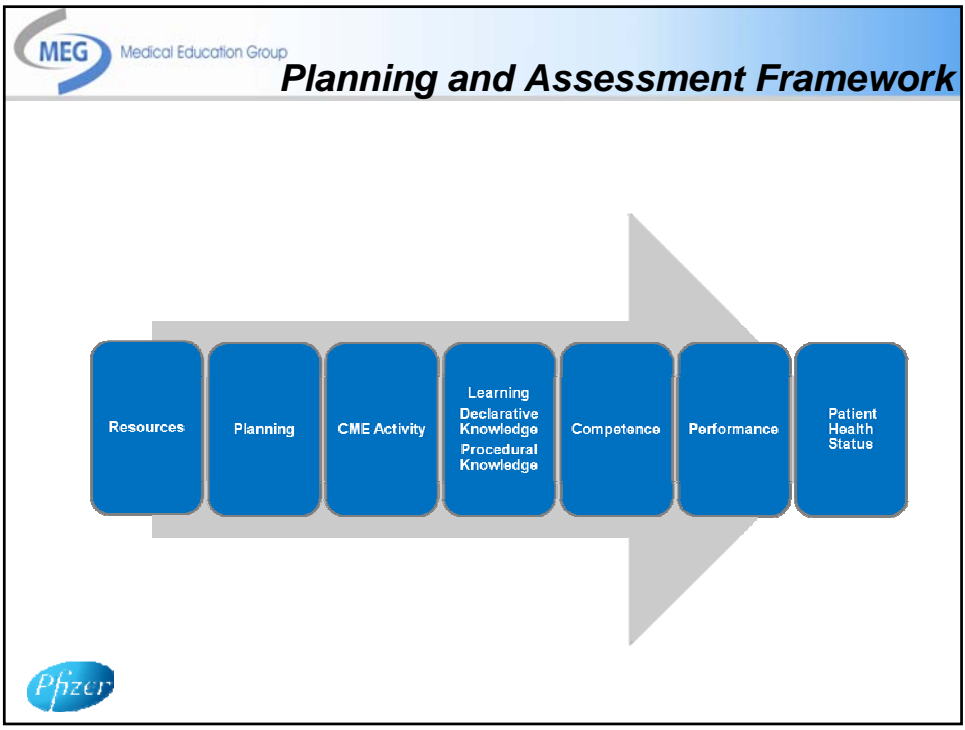 MEG Medical Education Group
Planning and Assessment Framework
Resources
Planning
CME Activity
Learning
Declarative
Knowledge
Procedural
Knowledge
Competence
Performance
Patient
Health
Status
Pfizer